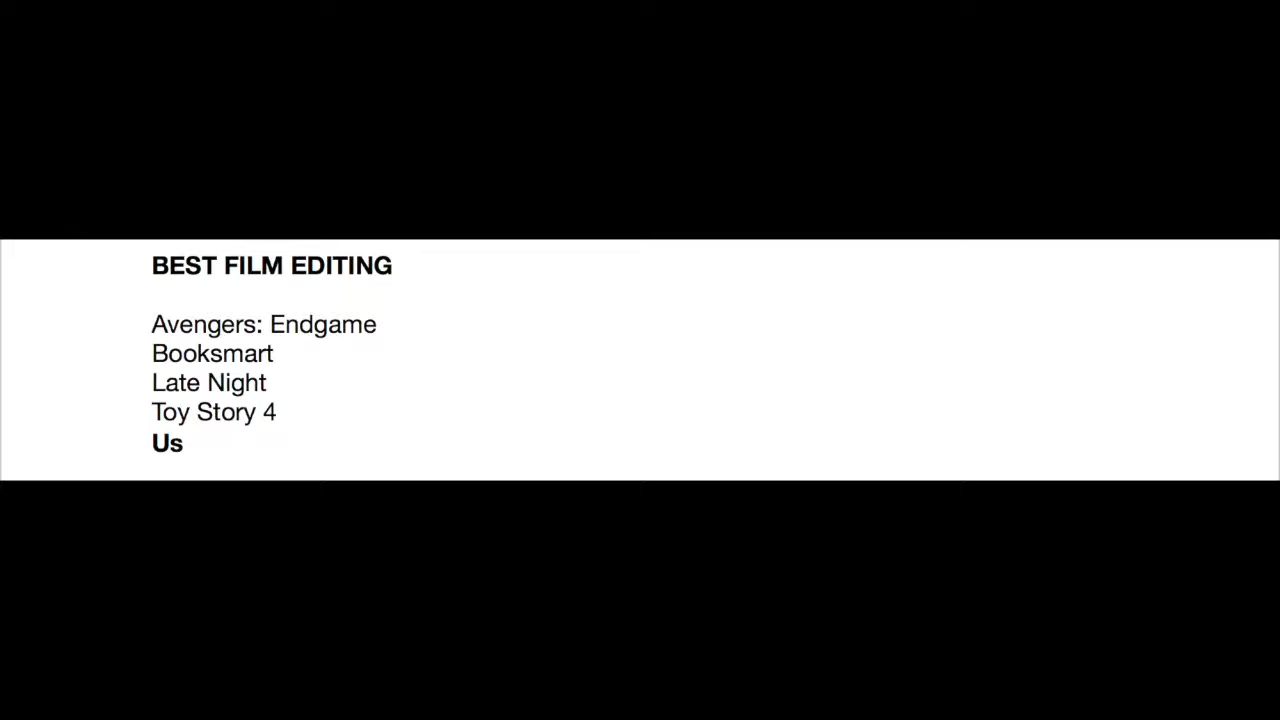 BEST FILM EDITING
Avengers: Endgame
Booksmart
Late Night
Toy Story 4
Us